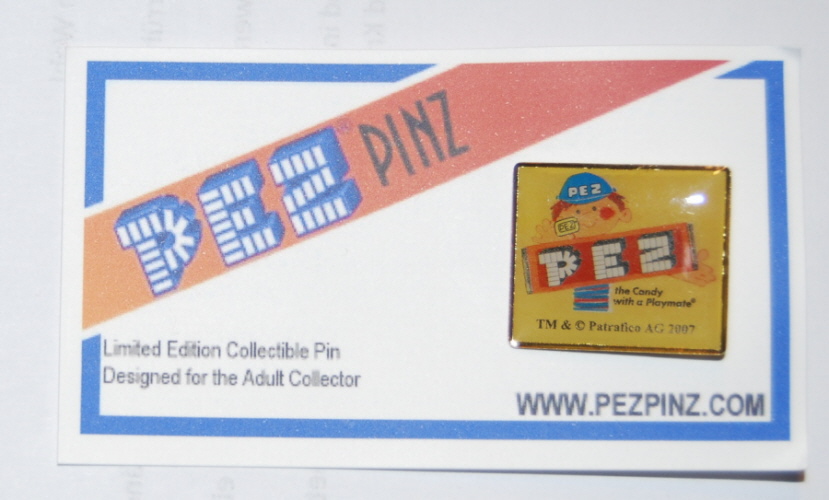 PEZ® PINZ
PEZ
PEZ
PEZ
the Candy
with a Playmate®
TM & © Patrafico AG 2007
Limited Edition Collectible Pin
Designed for the Adult Collector
WWW.PEZPINZ.COM